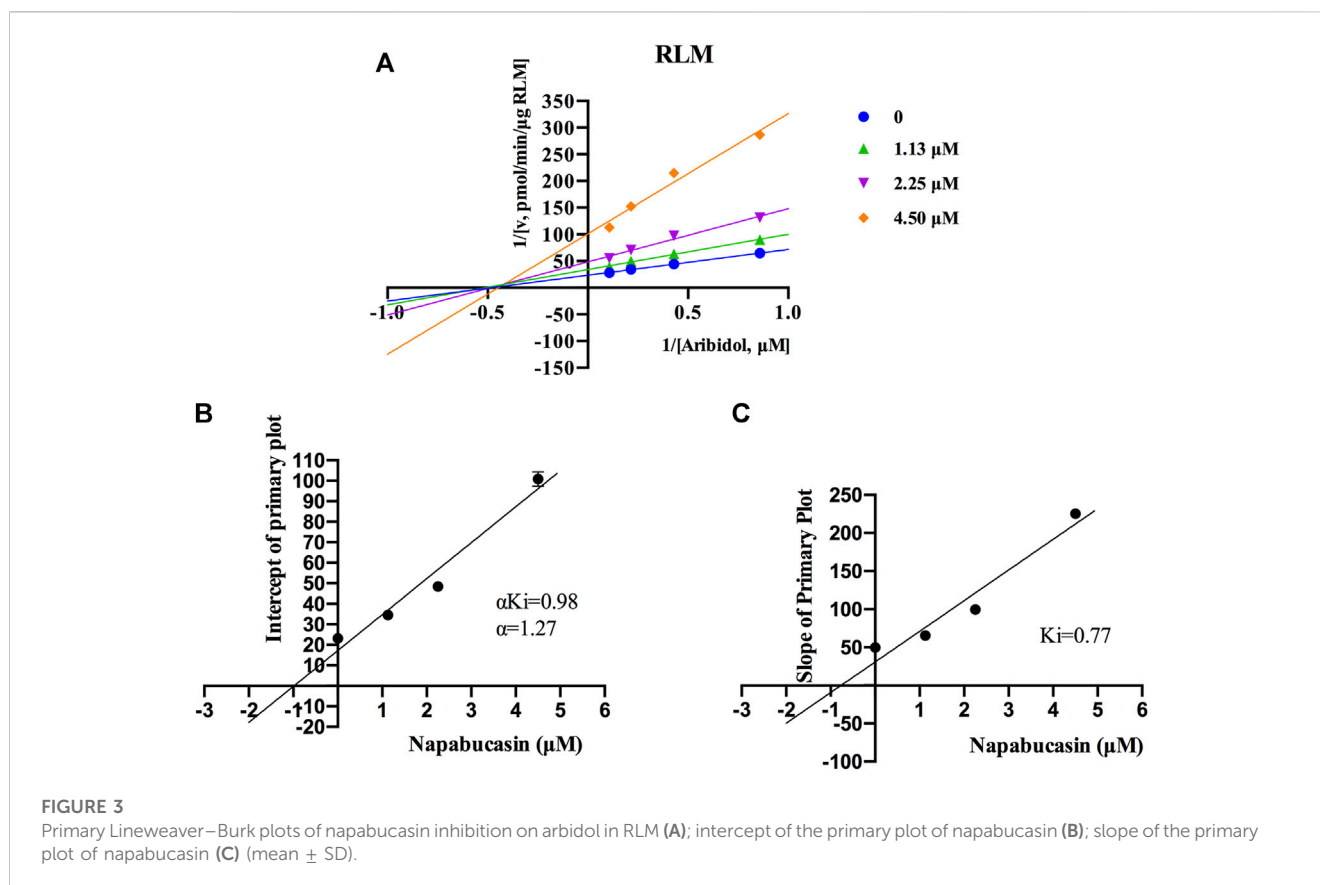 A
RLM
1/[v, pmol/min/µg RLM]
350
300
250
200
150
100
50
-50
-100
-150
-1.0
-0.5
0.5
1.0
1/[Aribidol, µM]
0
1.13 µM
2.25 µM
4.50 µM
B
Intercept of primary plot
110
100
90
80
70
60
50
40
30
20
10
-10
-20
-3
-2
-1
1
2
3
4
5
6
αKi=0.98
α=1.27
Napabucasin (µM)
C
Slope of Primary Plot
250
200
150
100
50
-50
-100
-3
-2
-1
1
2
3
4
5
6
Ki=0.77
Napabucasin (µM)
FIGURE 3
Primary Lineweaver–Burk plots of napabucasin inhibition on arbidol in RLM (A); intercept of the primary plot of napabucasin (B); slope of the primary
plot of napabucasin (C) (mean ± SD).